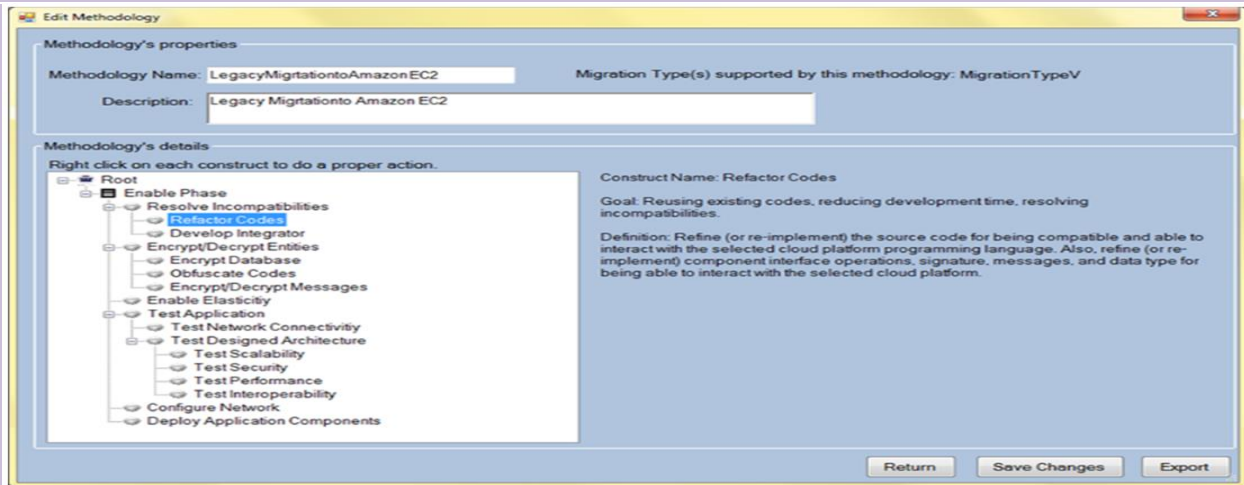 Edit Methodology
Methodology's properties
Methodology Name: LegacyMigrtationtoAmazonEC2
Migration Type(s) supported by this methodology: MigrationTypeV
Description: Legacy Migrtationto Amazon EC2
Methodology's details
Right click on each construct to do a proper action.
Root
Enable Phase
Resolve Incompatibilities
Refactor Codes
Develop Integrator
Encrypt/Decrypt Entities
Encrypt Database
Obfuscate Codes
Encrypt/Decrypt Messages
Enable Elasticitiy
Test Application
Test Network Connectivitiy
Test Designed Architecture
Test Scalability
Test Security
Test Performance
Test Interoperability
Configure Network
Deploy Application Components
Construct Name: Refactor Codes
Goal: Reusing existing codes, reducing development time, resolving
incompatibilities.
Definition: Refine (or re-implement) the source code for being compatible and able to
interact with the selected cloud platform programming language. Also, refine (or re-
implement) component interface operations, signature, messages, and data type for
being able to interact with the selected cloud platform.
Return
Save Changes
Export